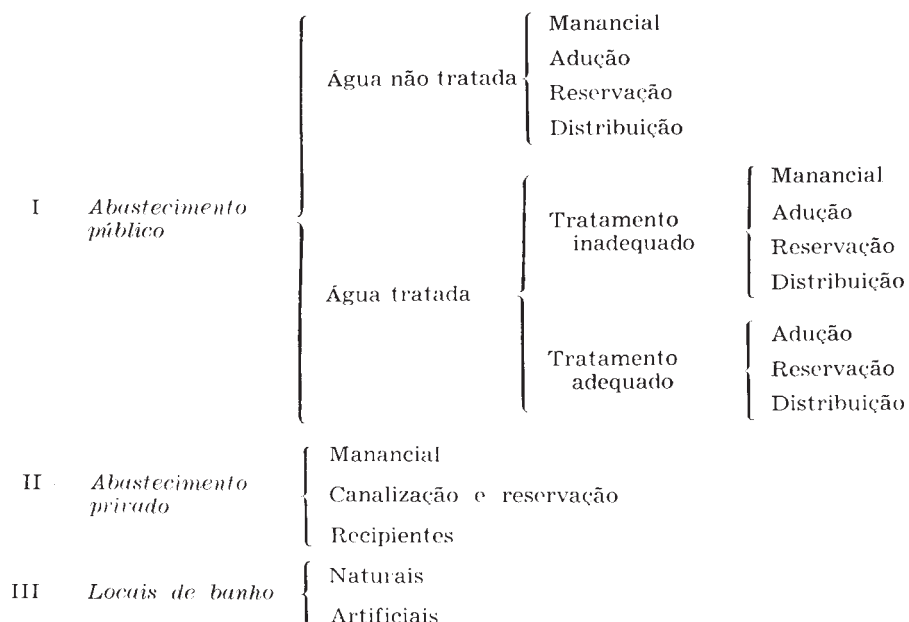 I Abastecimento público
Água não tratada
Manancial
Adução
Reservação
Distribuição
Água tratada
Tratamento
inadequado
Manancial
Adução
Reservação
Distribuição
Tratamento
adequado
Adução
Reservação
Distribuição
II Abastecimento
privado
Manancial
Canalização e reservação
Recipientes
III Locais de banho
Naturais
Artificiais